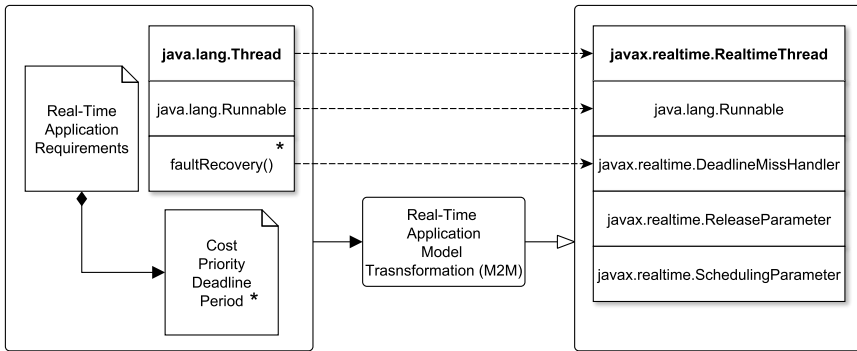 java.lang.Thread
java.lang.Runnable
faultRecovery() *
Real-Time
Application
Requirements
Cost
Priority
Deadline
Period *
Real-Time
Application
Model
Trasnsformation (M2M)
javax.realtime.RealtimeThread
java.lang.Runnable
javax.realtime.DeadlineMissHandler
javax.realtime.ReleaseParameter
javax.realtime.SchedulingParameter